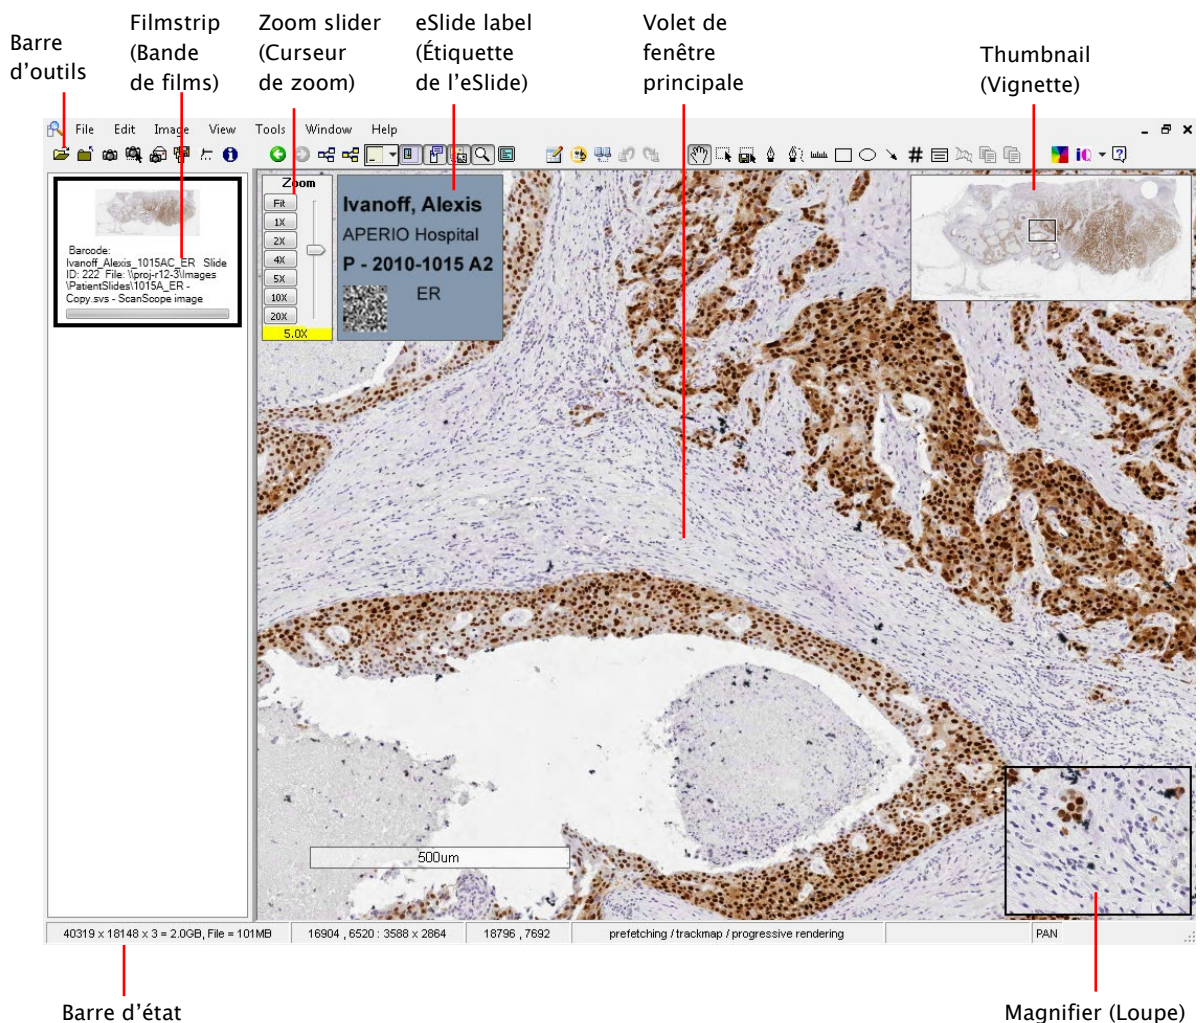 Barre
d'outils
Filmstrip
(Bande
de films)
Zoom slider
(Curseur
de zoom)
eSlide label
(Étiquette
de l'eSlide)
Volet de
fenêtre
principale
Thumbnail
(Vignette)
File Edit Image View Tools Window Help
iQ
Barcode:
Ivanoff_Alexis_1015AC_ER Slide
ID: 222 File: \\proj-r12-3\Images
\PatientSlides\1015A_ER -
Copy.svs - ScanScope image
Zoom
Fit
1X
2X
4X
5X
10X
20X
5.0X
Ivanoff, Alexis
APERIO Hospital
P - 2010-1015 A2
ER
500um
40319 x 18148 x 3 = 2.0GB, File = 101MB
16904 , 6520 : 3588 x 2864
18796 , 7692
prefetching / trackmap / progressive rendering
PAN
Barre d'état
Magnifier (Loupe)